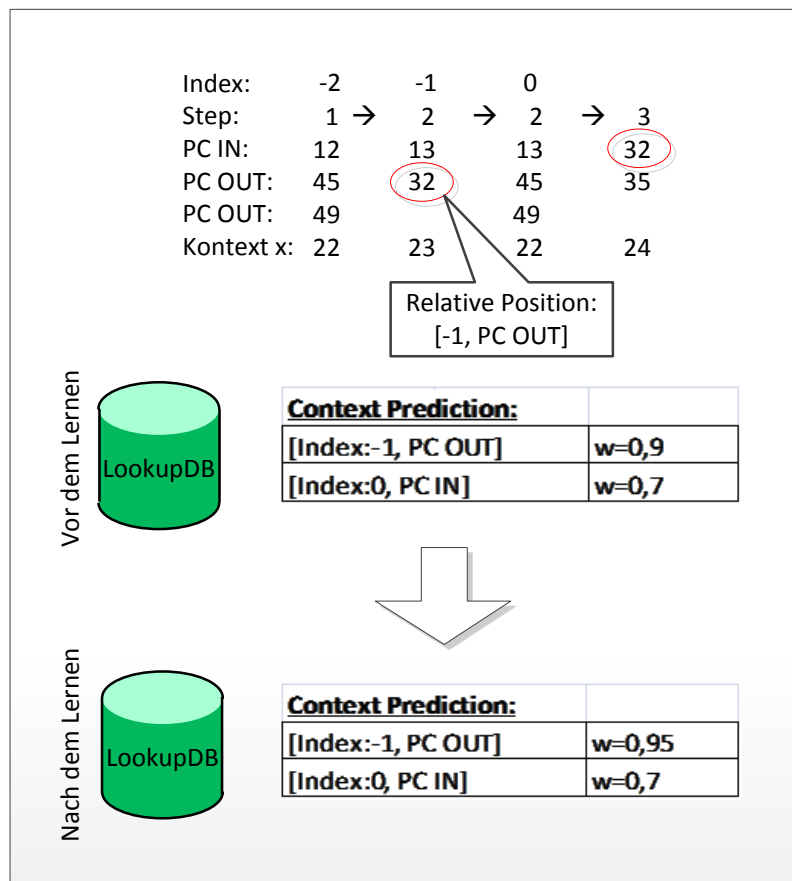 Index: -2 -1 0
Step: 1 → 2 → 2 → 3
PC IN: 12 13 13 32
PC OUT: 45 32 45 35
PC OUT: 49 49
Kontext x: 22 23 22 24
Relative Position:
[-1, PC OUT]
Vor dem Lernen
LookupDB
Context Prediction:
[Index:-1, PC OUT] w=0,9
[Index:0, PC IN] w=0,7
Nach dem Lernen
LookupDB
Context Prediction:
[Index:-1, PC OUT] w=0,95
[Index:0, PC IN] w=0,7